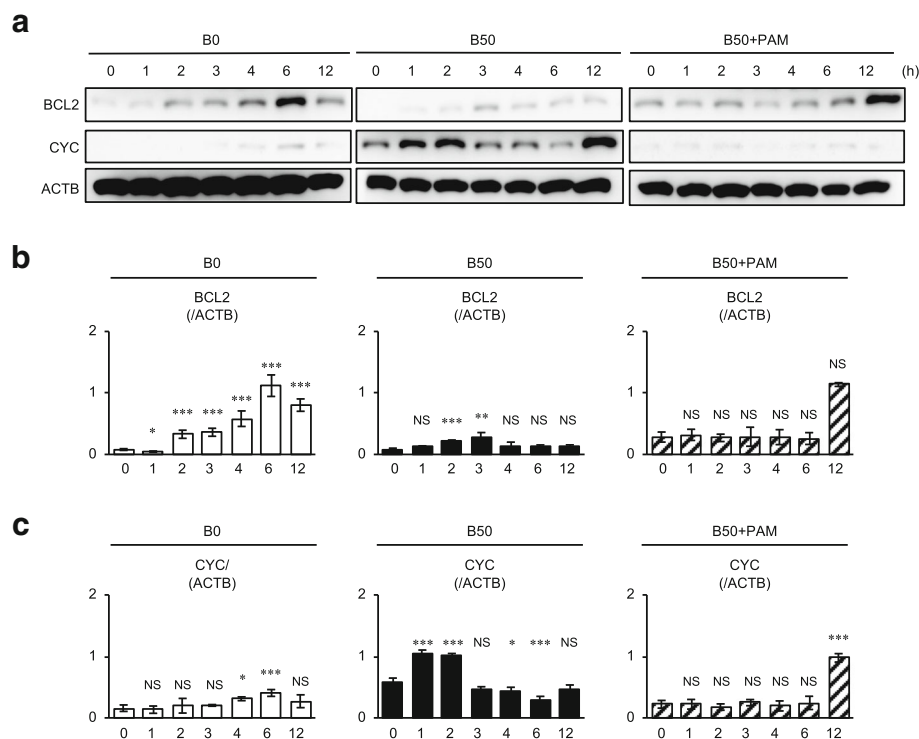 a
B0 B50 B50+PAM
0 1 2 3 4 6 12 0 1 2 3 4 6 12 0 1 2 3 4 6 12 (h)
BCL2
CYC
ACTB
b
B0 B50 B50+PAM
BCL2 BCL2 BCL2
(/ACTB) (/ACTB) (/ACTB)
2 2 2
* *** *** *** *** *** NS *** ** NS NS NS NS NS NS NS NS NS
1 1 1
0 0 0
0 1 2 3 4 6 12 0 1 2 3 4 6 12 0 1 2 3 4 6 12
c
B0 B50 B50+PAM
CYC/ CYC CYC
(ACTB) (/ACTB) (/ACTB)
2 2 2
NS NS NS * *** NS *** *** NS * *** NS NS NS NS NS NS ***
1 1 1
0 0 0
0 1 2 3 4 6 12 0 1 2 3 4 6 12 0 1 2 3 4 6 12